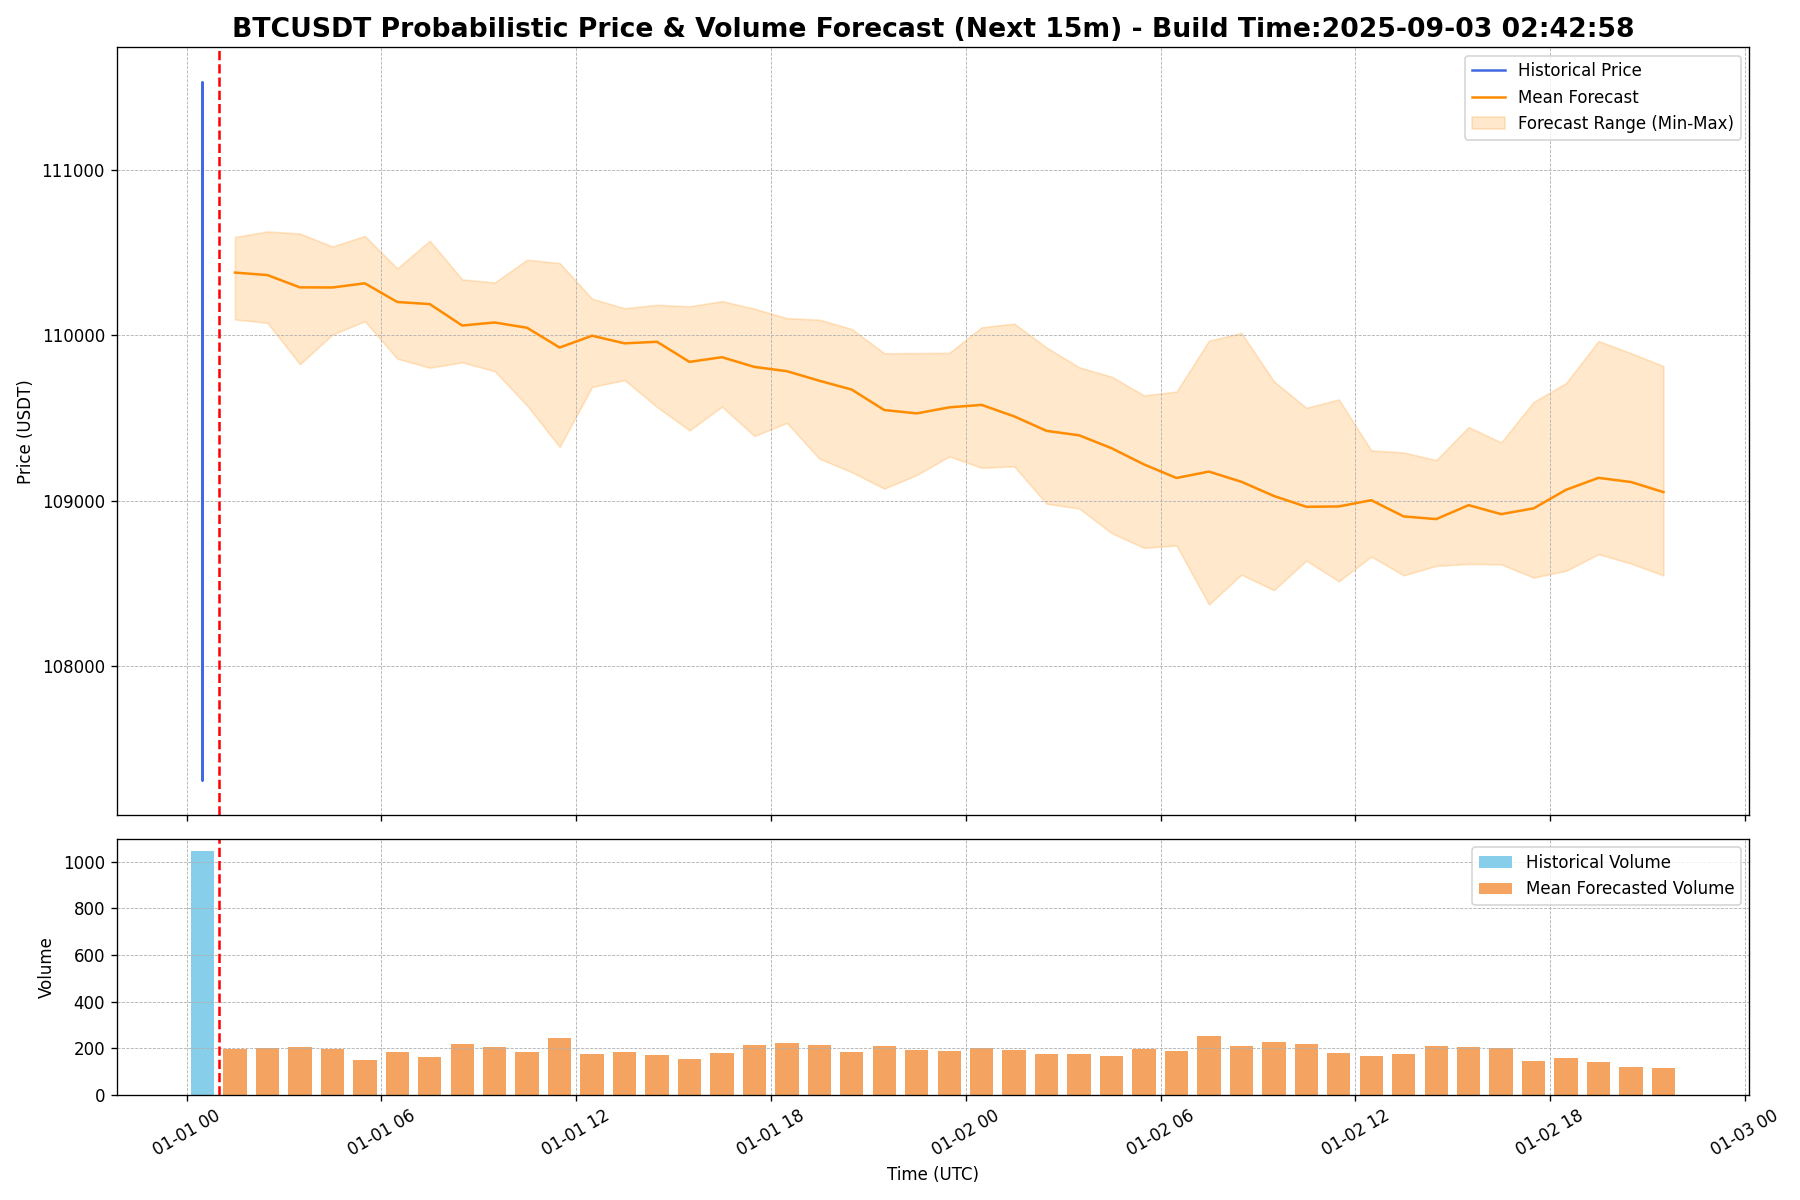 BTCUSDT Probabilistic Price & Volume Forecast (Next 15m) - Build Time:2025-09-03 02:42:58
Historical Price
Mean Forecast
Forecast Range (Min-Max)
111000
110000
109000
108000
Price (USDT)
Historical Volume
Mean Forecasted Volume
1000
800
600
400
200
0
Volume
01-01 00
01-01 06
01-01 12
01-01 18
01-02 00
01-02 06
01-02 12
01-02 18
01-03 00
Time (UTC)